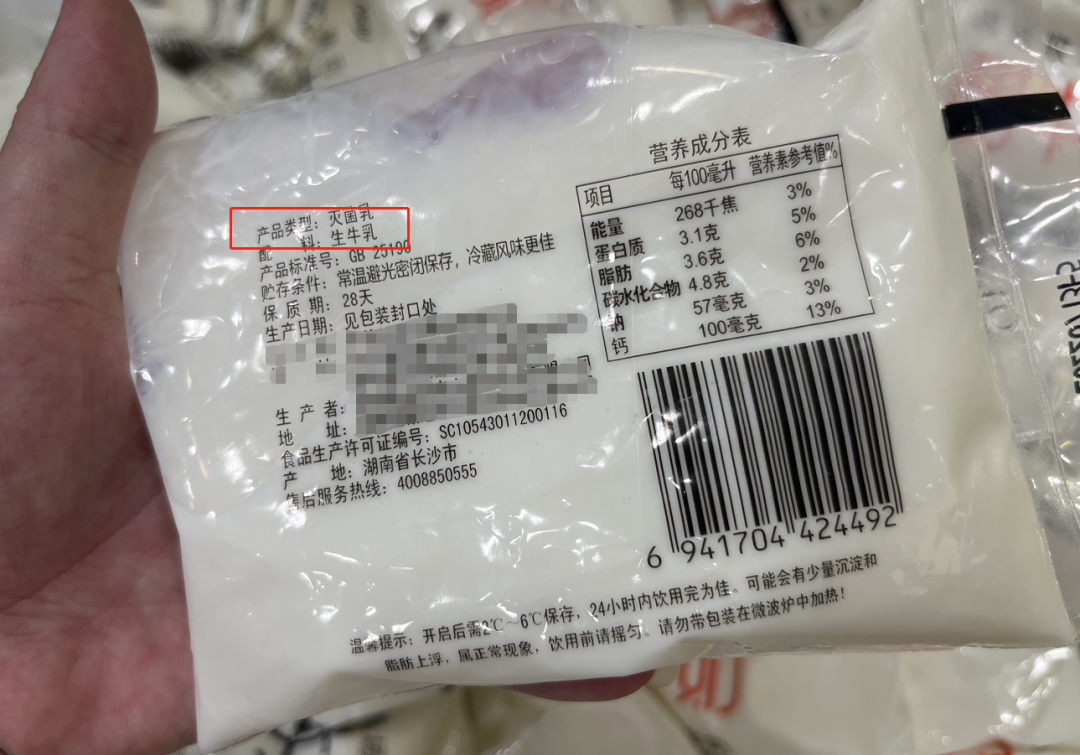 产品类型：灭菌乳
配　　料：生牛乳
产品标准号：GB 25190
贮存条件：常温避光密闭保存，冷藏风味更佳
保 质 期：28天
生产日期：见包装封口处
生 产 者：
地　　址：
食品生产许可证编号：SC10543011200116
产　　地：湖南省长沙市
售后服务热线：4008850555
营养成分表
项目 每100毫升 营养素参考值%
能量 268千焦 3%
蛋白质 3.1克 5%
脂肪 3.6克 6%
碳水化合物 4.8克 2%
钠 57毫克 3%
钙 100毫克 13%
6 941704 424492
温馨提示：开启后需2℃～6℃保存，24小时内饮用完为佳。可能会有少量沉淀和
脂肪上浮，属正常现象，饮用前请摇匀。请勿带包装在微波炉中加热！